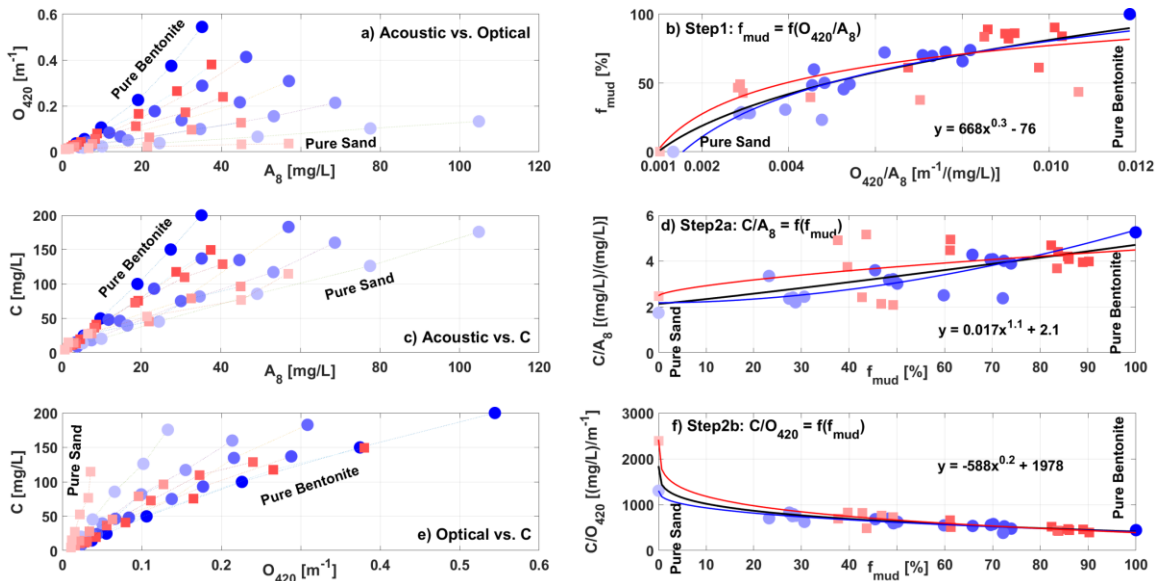 a) Acoustic vs. Optical
O420 [m-1]
0.6
0.4
0.2
0
Pure Bentonite
Pure Sand
0 20 40 60 80 100 120
A8 [mg/L]
b) Step1: fmud = f(O420/A8)
fmud [%]
100
50
0
Pure Sand
Pure Bentonite
y = 668x0.3 - 76
0.001 0.002 0.004 0.006 0.008 0.010 0.012
O420/A8 [m-1/(mg/L)]
C [mg/L]
200
150
100
50
0
Pure Bentonite
Pure Sand
c) Acoustic vs. C
0 20 40 60 80 100 120
A8 [mg/L]
d) Step2a: C/A8 = f(fmud)
C/A8 [(mg/L)/(mg/L)]
6
4
2
0
Pure Sand
Pure Bentonite
y = 0.017x1.1 + 2.1
0 10 20 30 40 50 60 70 80 90 100
fmud [%]
C [mg/L]
200
150
100
50
0
Pure Sand
Pure Bentonite
e) Optical vs. C
0 0.1 0.2 0.3 0.4 0.5 0.6
O420 [m-1]
f) Step2b: C/O420 = f(fmud)
C/O420 [(mg/L)/m-1]
3000
2000
1000
0
Pure Sand
Pure Bentonite
y = -588x0.2 + 1978
0 10 20 30 40 50 60 70 80 90 100
fmud [%]